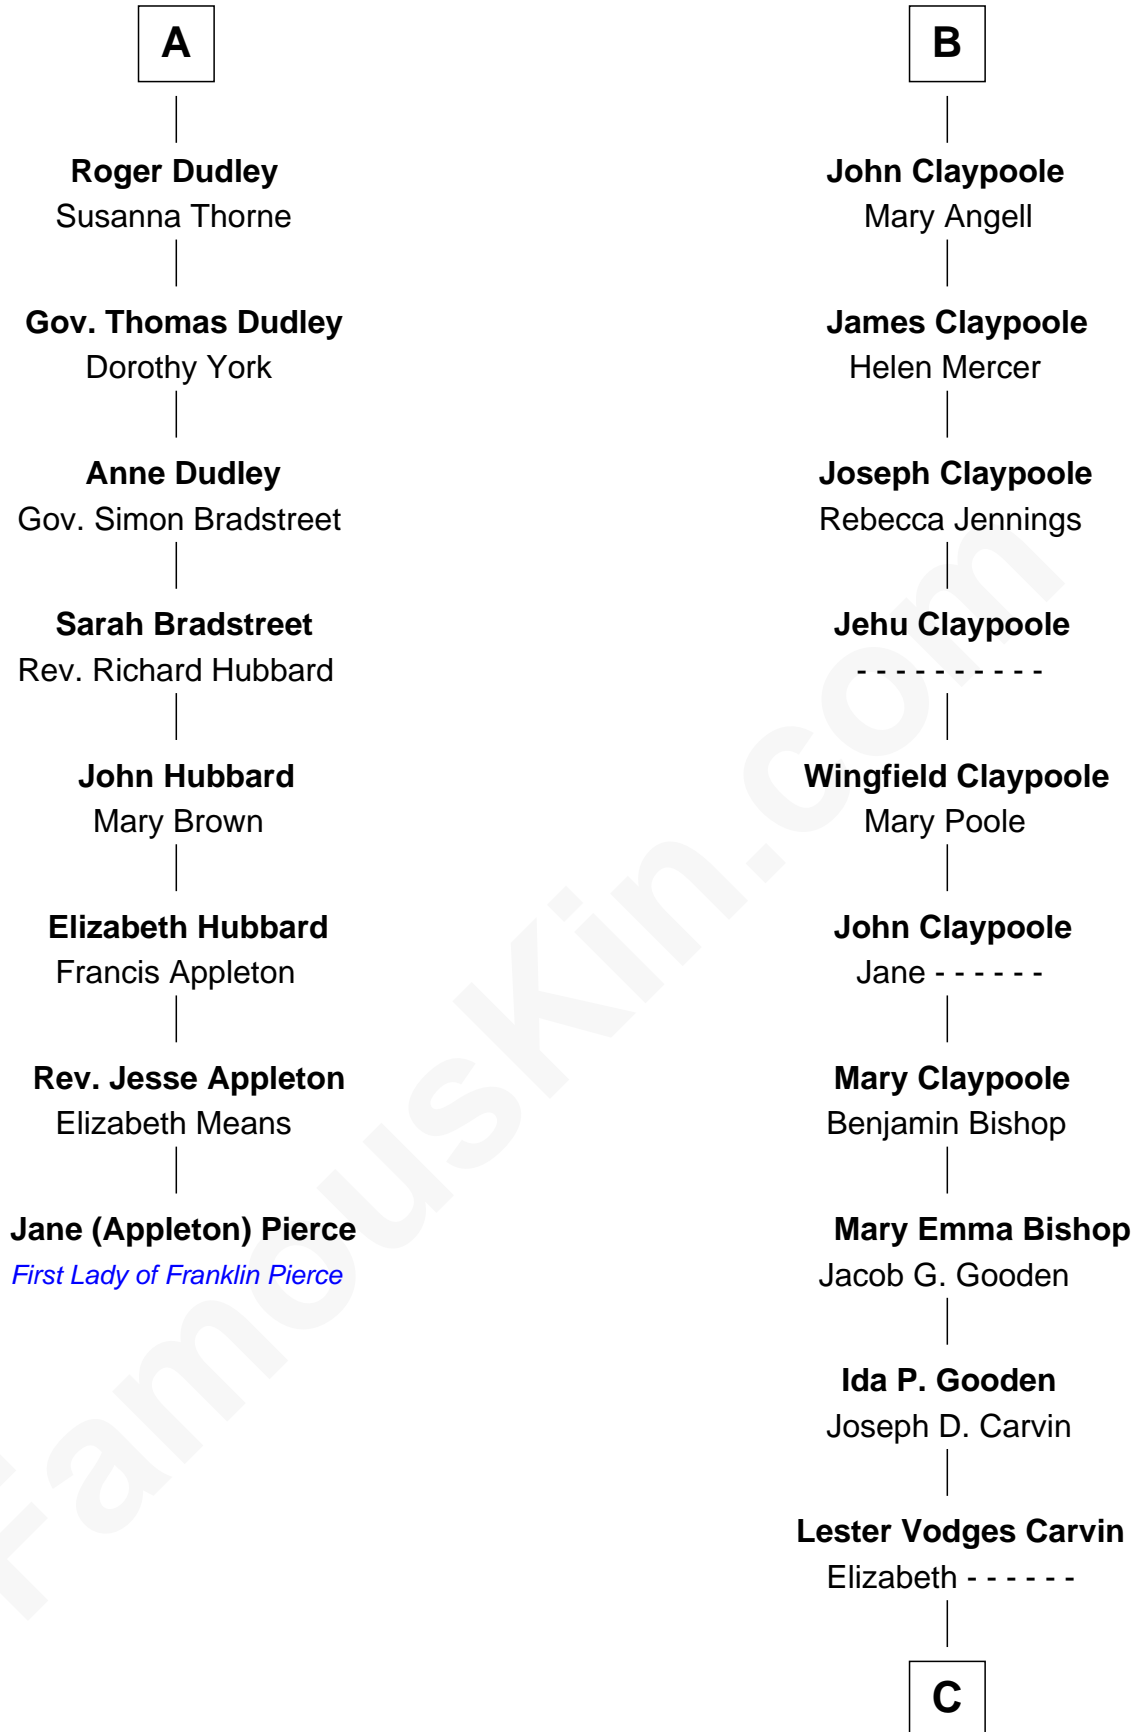 A
Roger Dudley
Susanna Thorne
Gov. Thomas Dudley
Dorothy York
Anne Dudley
Gov. Simon Bradstreet
Sarah Bradstreet
Rev. Richard Hubbard
John Hubbard
Mary Brown
Elizabeth Hubbard
Francis Appleton
Rev. Jesse Appleton
Elizabeth Means
Jane (Appleton) Pierce
First Lady of Franklin Pierce
B
John Claypoole
Mary Angell
James Claypoole
Helen Mercer
Joseph Claypoole
Rebecca Jennings
Jehu Claypoole
- - - - - - - - - -
Wingfield Claypoole
Mary Poole
John Claypoole
Jane - - - - - -
Mary Claypoole
Benjamin Bishop
Mary Emma Bishop
Jacob G. Gooden
Ida P. Gooden
Joseph D. Carvin
Lester Vodges Carvin
Elizabeth - - - - - -
C
FamousKin.com